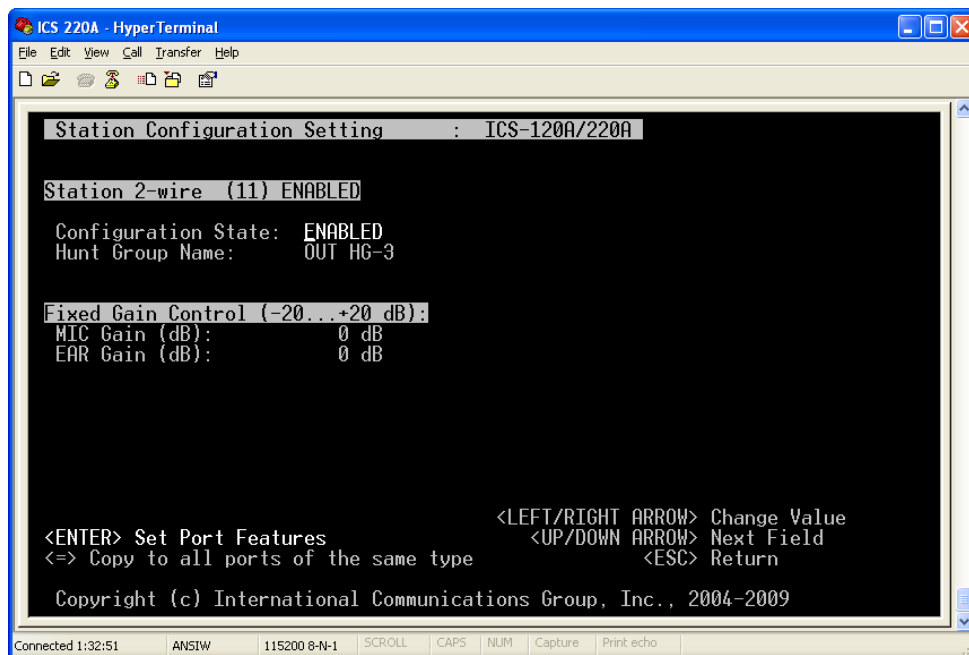 ICS 220A - HyperTerminal
File Edit View Call Transfer Help
Station Configuration Setting : ICS-120A/220A
Station 2-wire (11) ENABLED
Configuration State: ENABLED
Hunt Group Name: OUT HG-3
Fixed Gain Control (-20...+20 dB):
MIC Gain (dB): 0 dB
EAR Gain (dB): 0 dB
<LEFT/RIGHT ARROW> Change Value
<ENTER> Set Port Features <UP/DOWN ARROW> Next Field
<=> Copy to all ports of the same type <ESC> Return
Copyright (c) International Communications Group, Inc., 2004-2009
Connected 1:32:51 ANSIW 115200 8-N-1 SCROLL CAPS NUM Capture Print echo